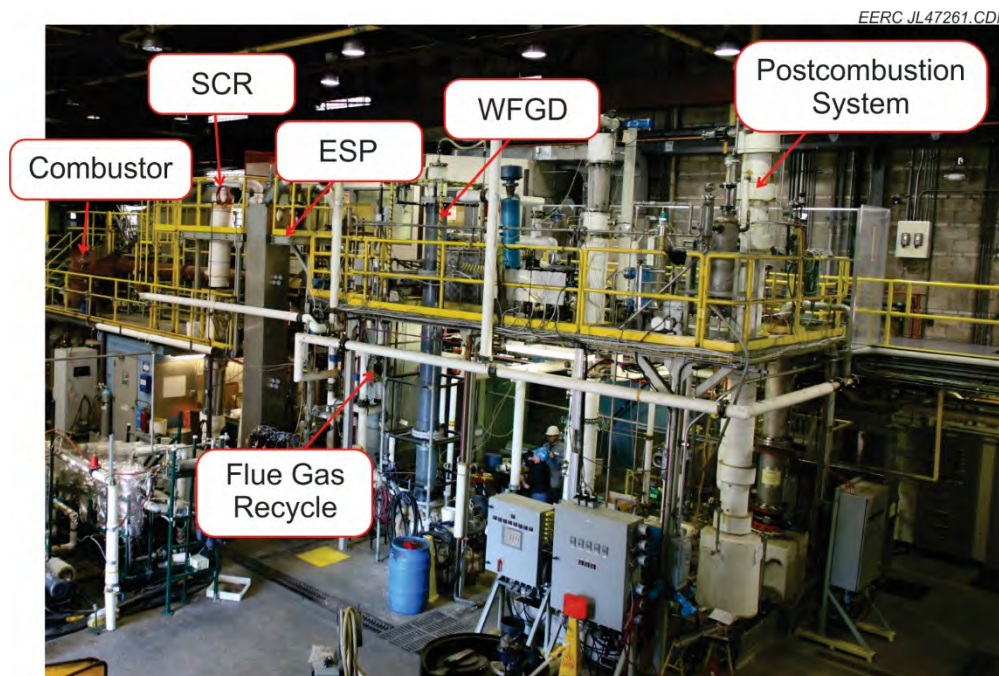 EERC JL47261.CDR
SCR
Postcombustion
System
WFGD
ESP
Combustor
Flue Gas
Recycle